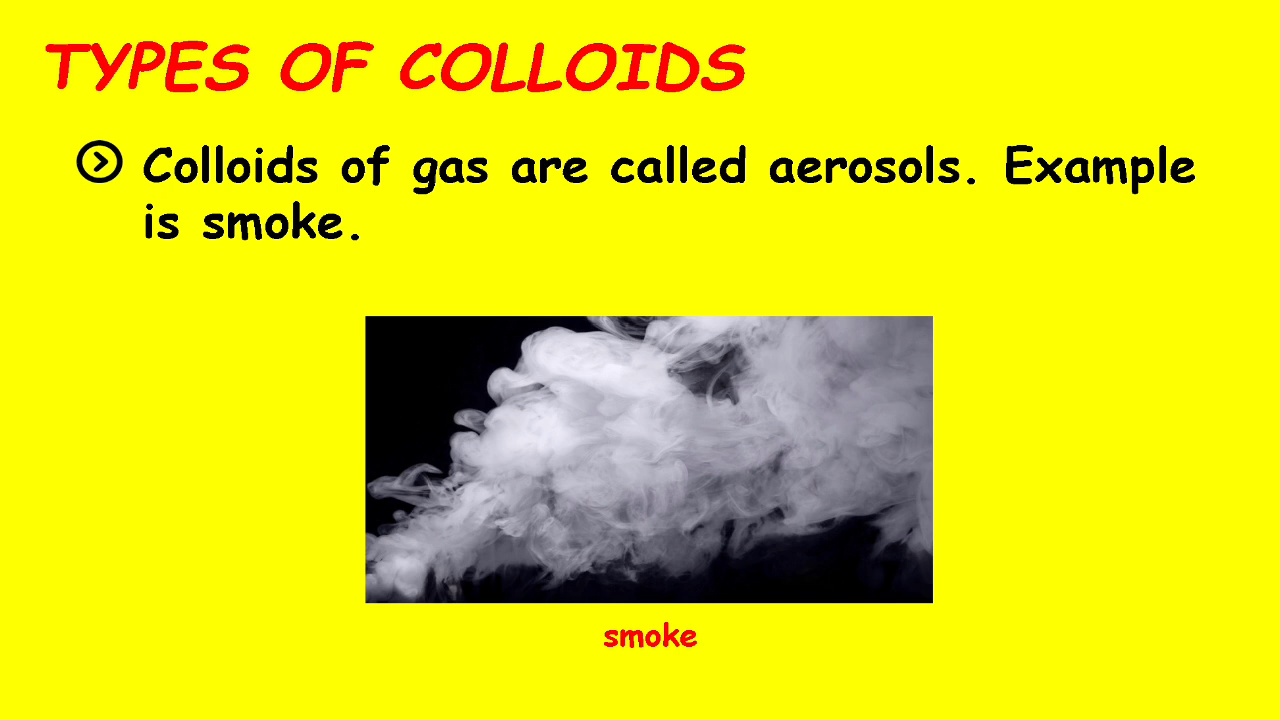 TYPES OF COLLOIDS
Colloids of gas are called aerosols. Example
is smoke.
smoke